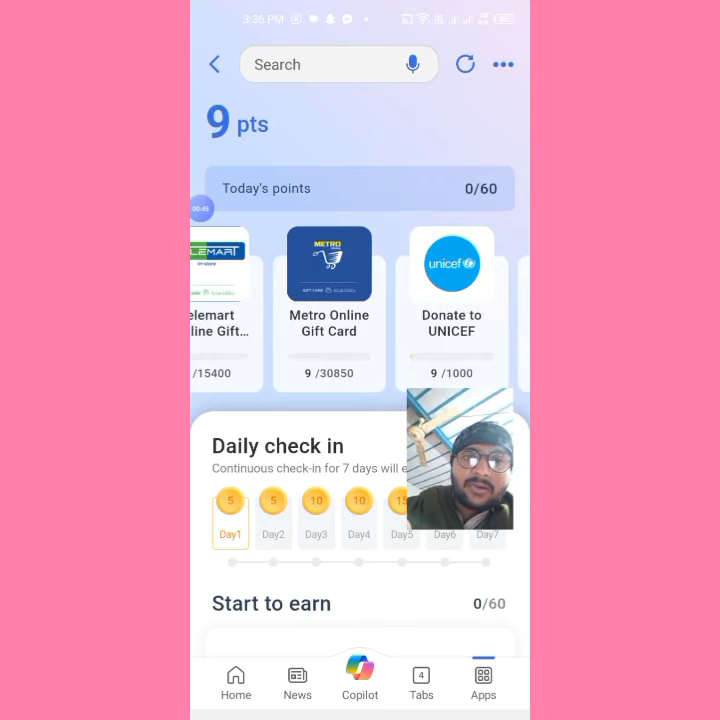 3:36 PM
Search
9 pts
Today's points 0/60
00:45
METRO
GIFT CARD
unicef
elemart
line Gift...
Metro Online
Gift Card
Donate to
UNICEF
/15400
9 /30850
9 /1000
Daily check in
Continuous check-in for 7 days will e
5 5 10 10 15
Day1 Day2 Day3 Day4 Day5 Day6 Day7
Start to earn 0/60
4
Home News Copilot Tabs Apps